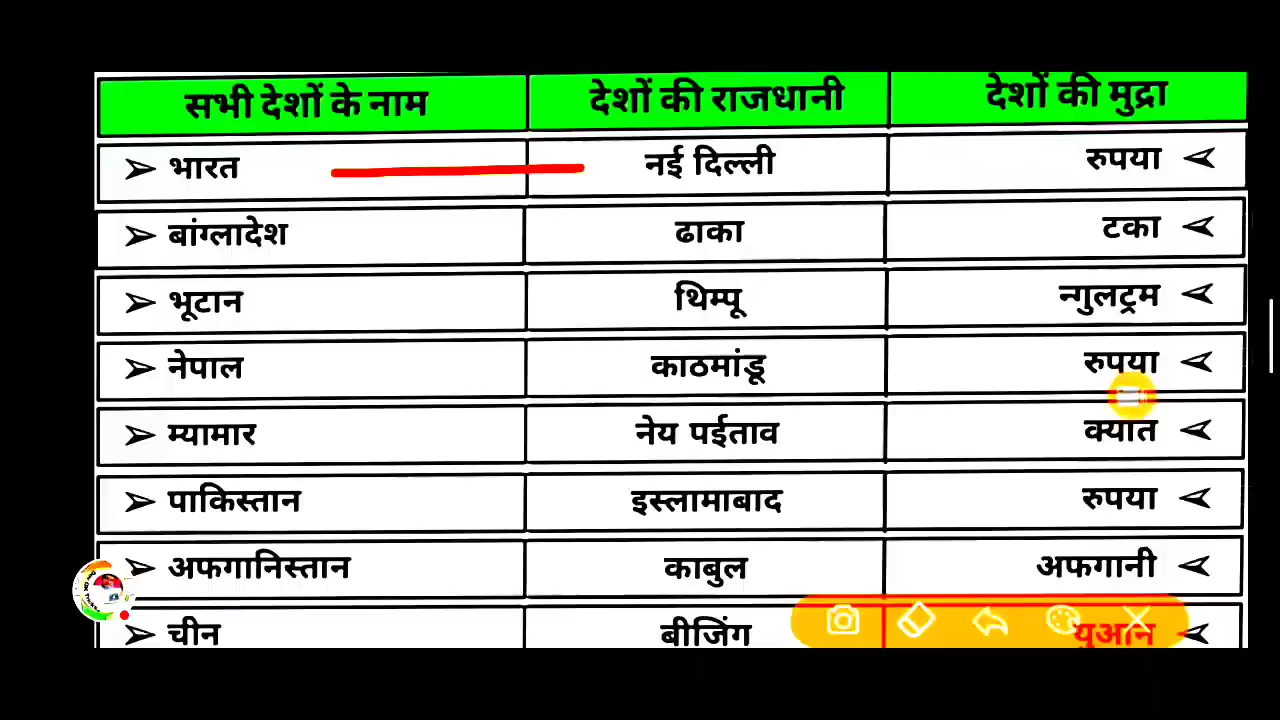 सभी देशों के नाम देशों की राजधानी देशों की मुद्रा
➢ भारत नई दिल्ली रुपया
➢ बांग्लादेश ढाका टका
➢ भूटान थिम्पू न्गुलट्रम
➢ नेपाल काठमांडू रुपया
➢ म्यामार नेय पईताव क्यात
➢ पाकिस्तान इस्लामाबाद रुपया
➢ अफगानिस्तान काबुल अफगानी
➢ चीन बीजिंग युआन